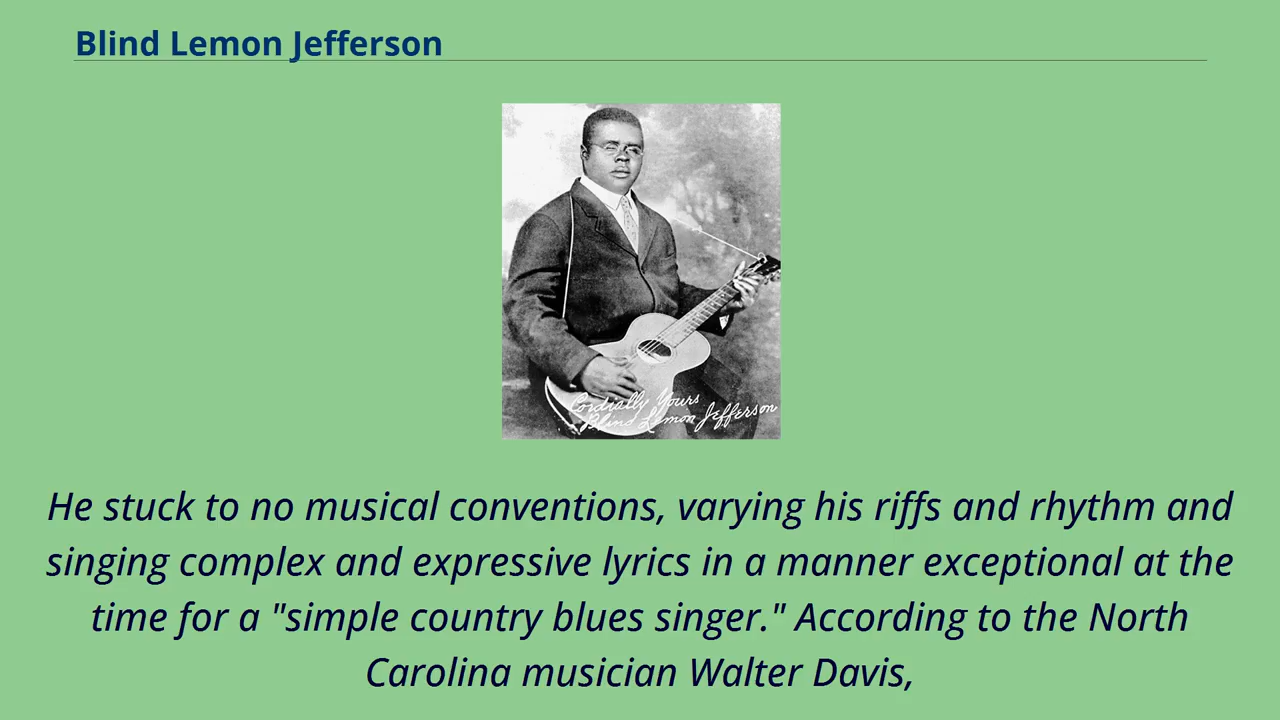 Blind Lemon Jefferson
Cordially Yours
Blind Lemon Jefferson
He stuck to no musical conventions, varying his riffs and rhythm and
singing complex and expressive lyrics in a manner exceptional at the
time for a "simple country blues singer." According to the North
Carolina musician Walter Davis,